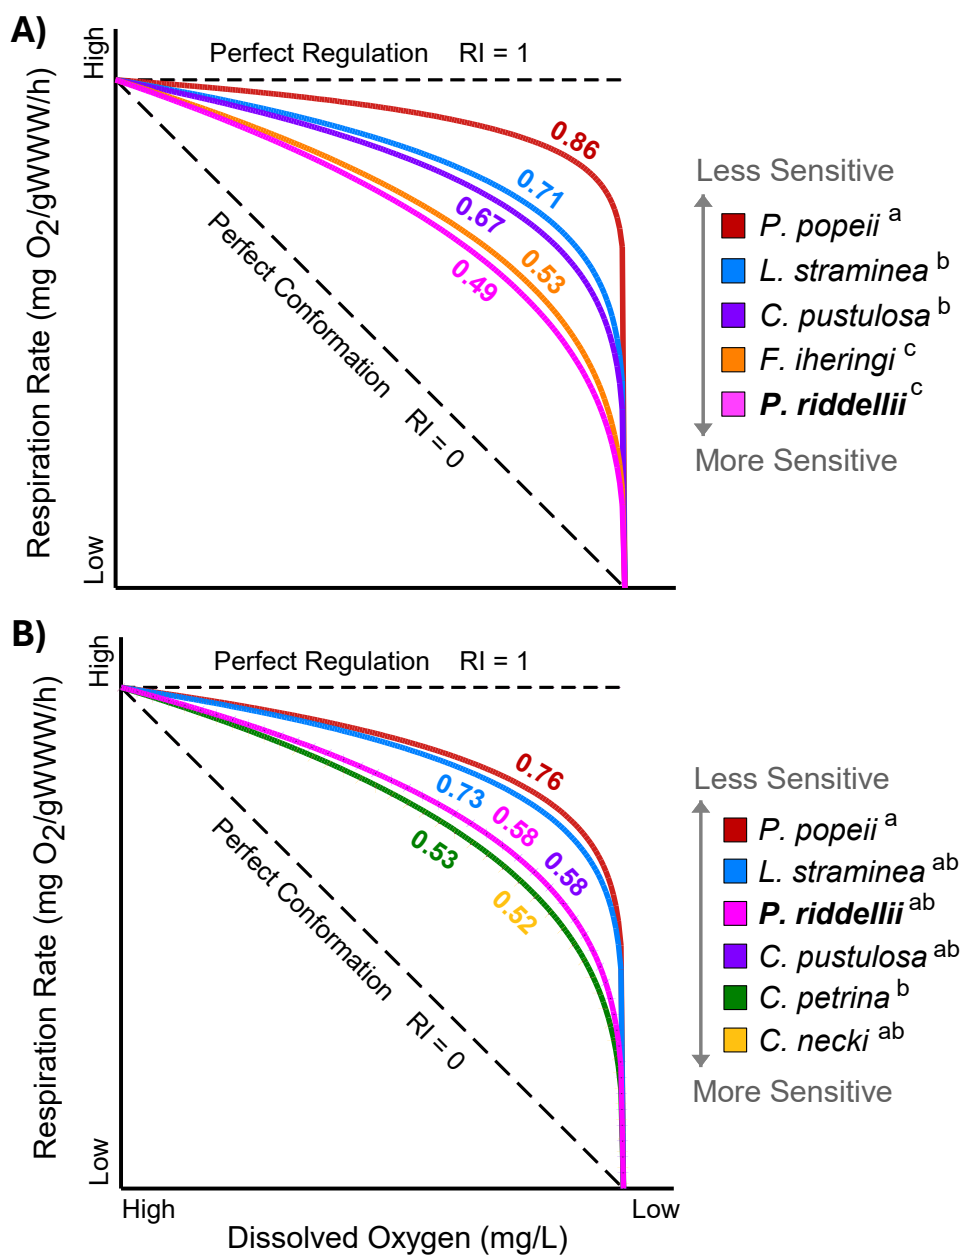 A)
High
Perfect Regulation RI = 1
0.86
0.71
0.67
0.53
0.49
Perfect Conformation RI = 0
Respiration Rate (mg O2/gWWW/h)
Low
Less Sensitive
P. popeii a
L. straminea b
C. pustulosa b
F. iheringi c
P. riddellii c
More Sensitive
B)
High
Perfect Regulation RI = 1
0.76
0.73
0.58
0.58
0.53
0.52
Perfect Conformation RI = 0
Respiration Rate (mg O2/gWWW/h)
Low
High
Low
Dissolved Oxygen (mg/L)
Less Sensitive
P. popeii a
L. straminea ab
P. riddellii ab
C. pustulosa ab
C. petrina b
C. necki ab
More Sensitive